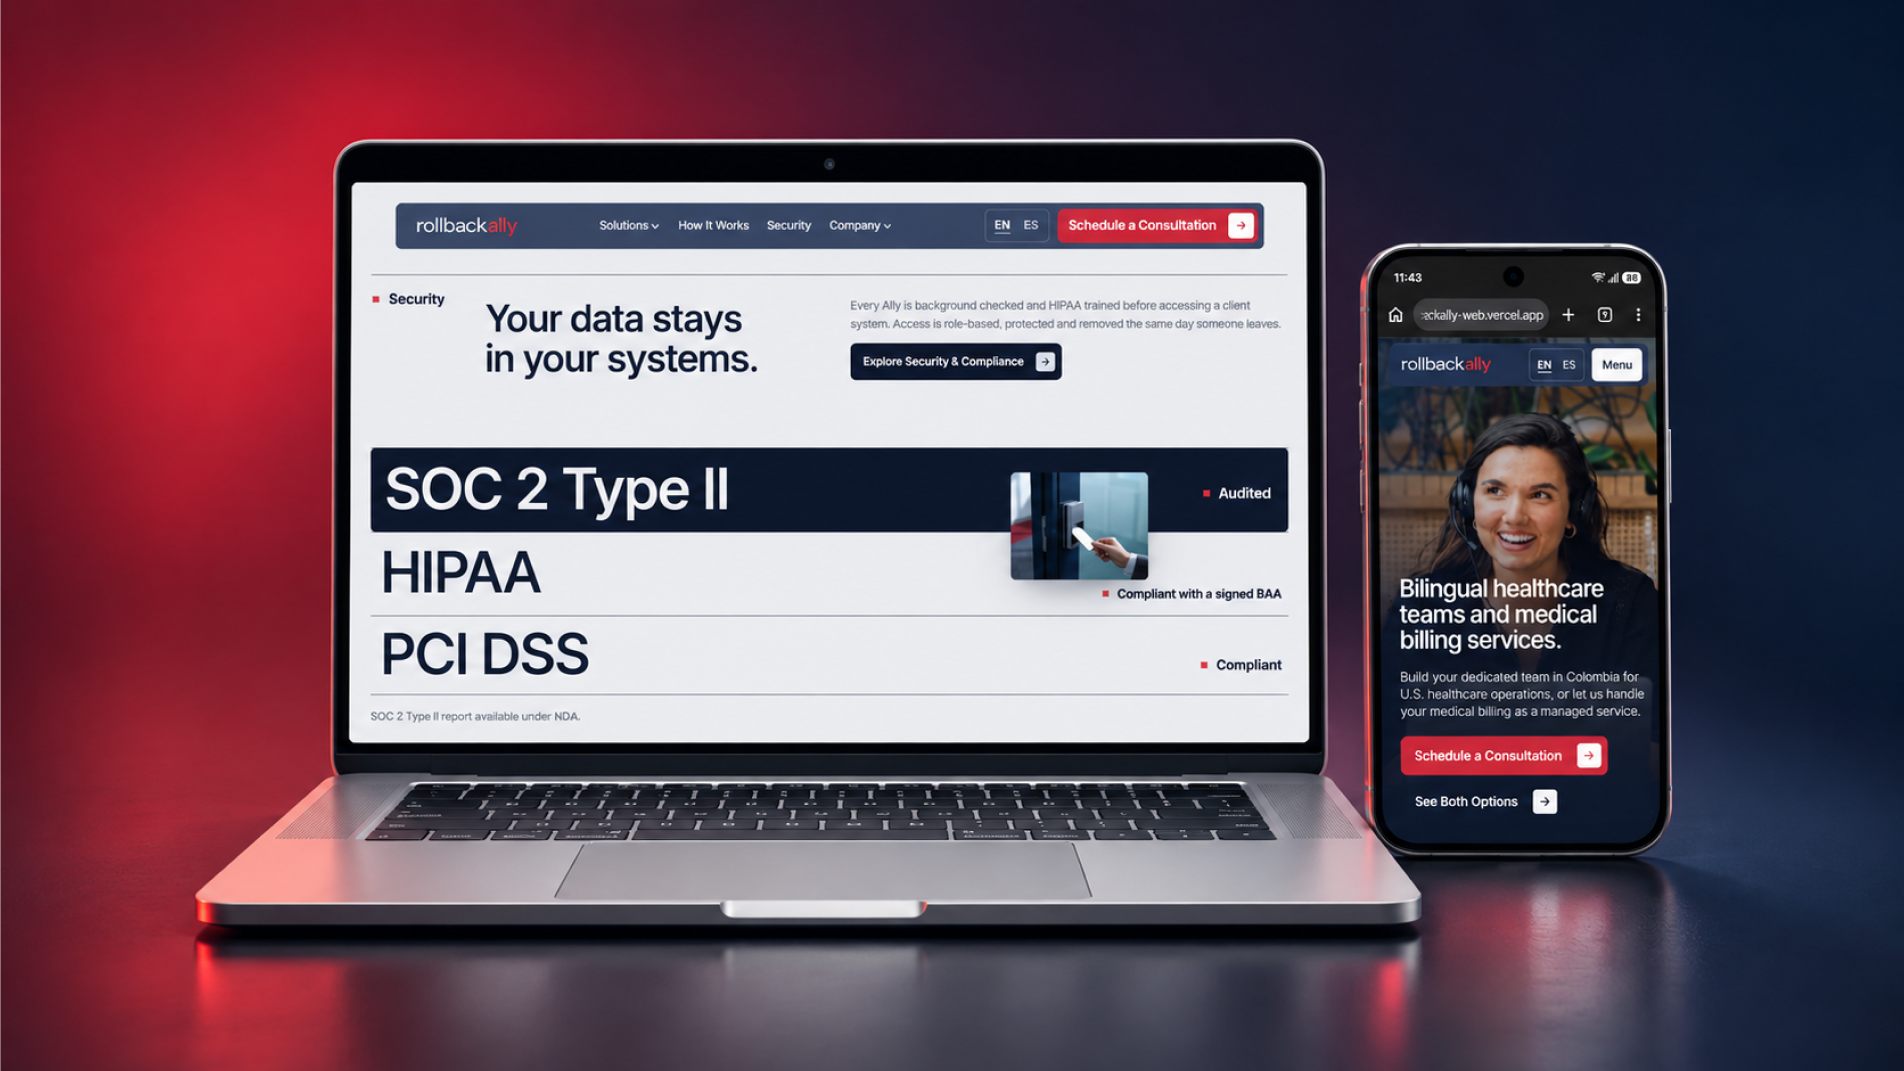 rollbackally
Solutions
How It Works
Security
Company
EN ES
Schedule a Consultation
Security
Your data stays
in your systems.
Every Ally is background checked and HIPAA trained before accessing a client
system. Access is role-based, protected and removed the same day someone leaves.
Explore Security & Compliance
SOC 2 Type II
Audited
HIPAA
Compliant with a signed BAA
PCI DSS
Compliant
SOC 2 Type II report available under NDA.
11:43
eckally-web.vercel.app
rollbackally
EN ES
Menu
Bilingual healthcare
teams and medical
billing services.
Build your dedicated team in Colombia for
U.S. healthcare operations, or let us handle
your medical billing as a managed service.
Schedule a Consultation
See Both Options